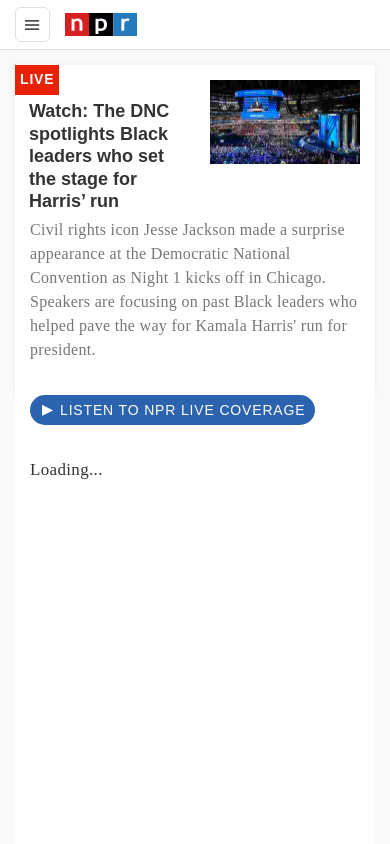 npr
LIVE
Watch: The DNC
spotlights Black
leaders who set
the stage for
Harris’ run
Civil rights icon Jesse Jackson made a surprise
appearance at the Democratic National
Convention as Night 1 kicks off in Chicago.
Speakers are focusing on past Black leaders who
helped pave the way for Kamala Harris' run for
president.
LISTEN TO NPR LIVE COVERAGE
Loading...